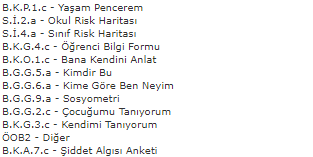 B.K.P.1.c - Yaşam Pencerem
S.İ.2.a - Okul Risk Haritası
S.İ.4.a - Sınıf Risk Haritası
B.K.G.4.c - Öğrenci Bilgi Formu
B.K.O.1.c - Bana Kendini Anlat
B.G.G.5.a - Kimdir Bu
B.G.G.6.a - Kime Göre Ben Neyim
B.G.G.9.a - Sosyometri
B.G.G.2.c - Çocuğumu Tanıyorum
B.K.G.3.c - Kendimi Tanıyorum
ÖOB2 - Diğer
B.K.A.7.c - Şiddet Algısı Anketi